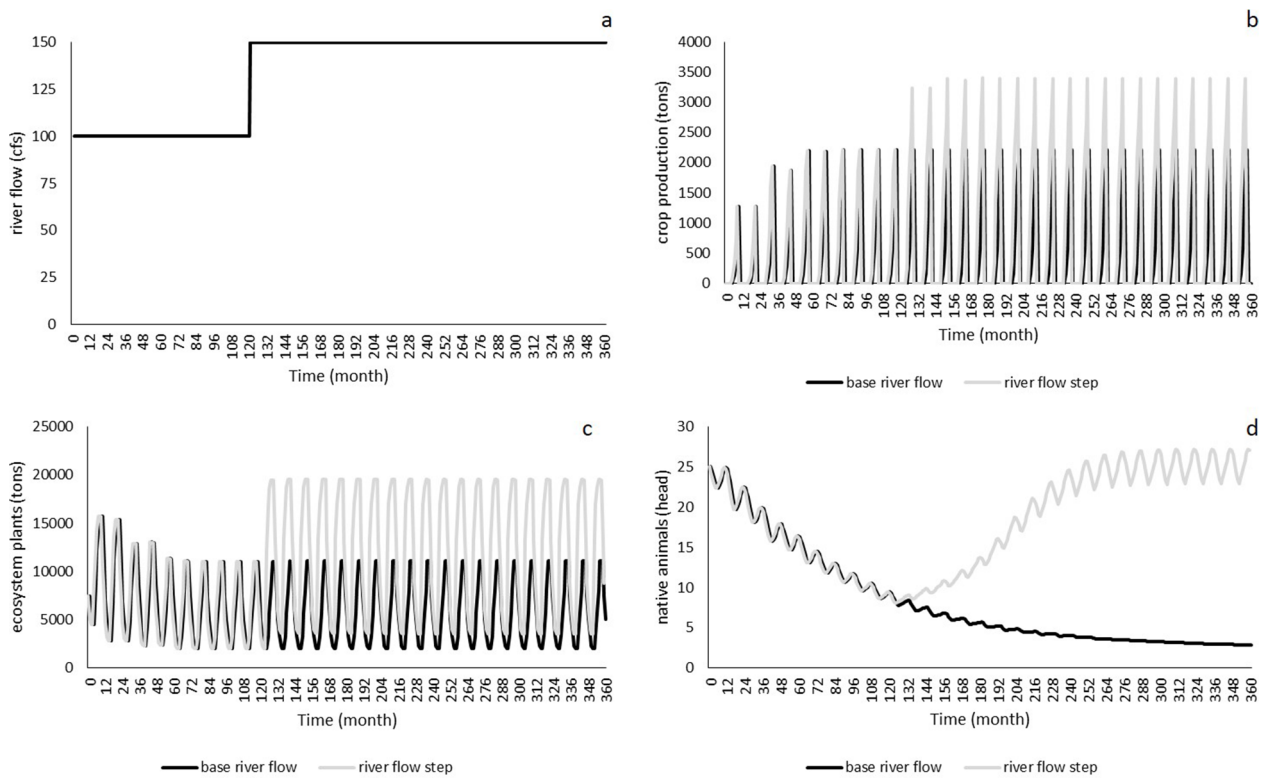 a
150
125
100
75
50
25
0
river flow (cfs)
0 12 24 36 48 60 72 84 96 108 120 132 144 156 168 180 192 204 216 228 240 252 264 276 288 300 312 324 336 348 360
Time (month)
b
4000
3500
3000
2500
2000
1500
1000
500
0
crop production (tons)
0 12 24 36 48 60 72 84 96 108 120 132 144 156 168 180 192 204 216 228 240 252 264 276 288 300 312 324 336 348 360
Time (month)
base river flow river flow step
c
25000
20000
15000
10000
5000
0
ecosystem plants (tons)
0 12 24 36 48 60 72 84 96 108 120 132 144 156 168 180 192 204 216 228 240 252 264 276 288 300 312 324 336 348 360
Time (month)
base river flow river flow step
d
30
25
20
15
10
5
0
native animals (head)
0 12 24 36 48 60 72 84 96 108 120 132 144 156 168 180 192 204 216 228 240 252 264 276 288 300 312 324 336 348 360
Time (month)
base river flow river flow step